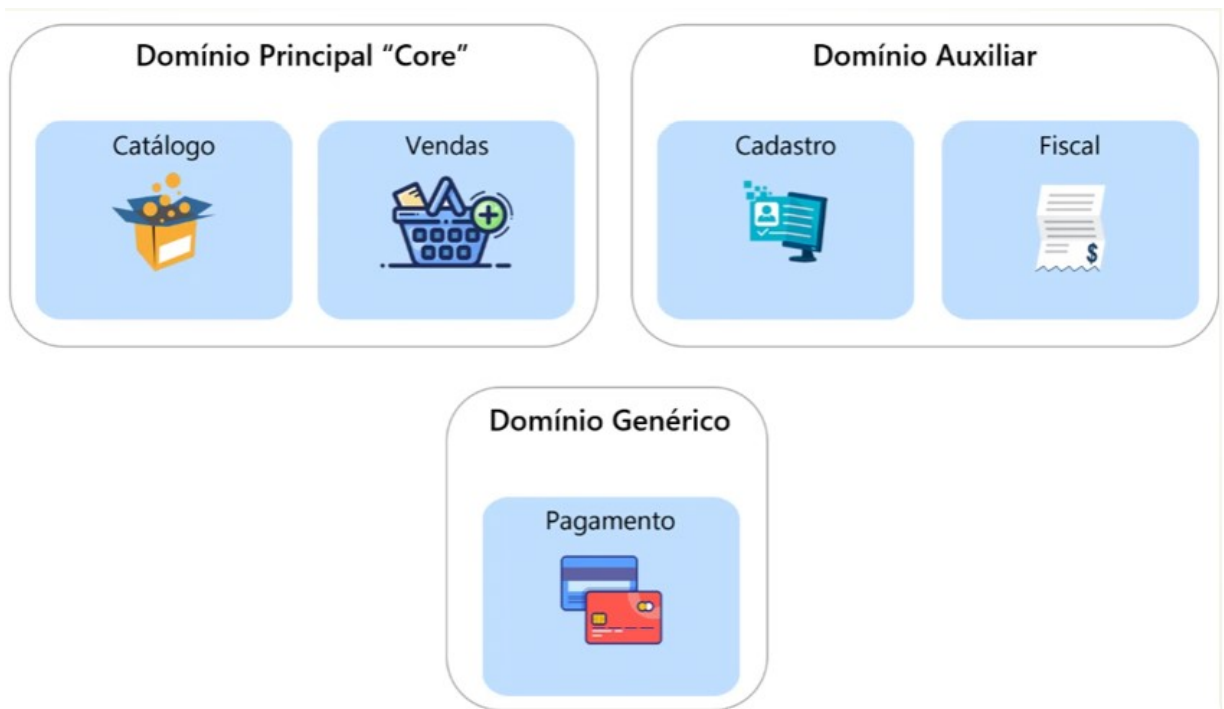 Domínio Principal “Core”
Catálogo
Vendas
Domínio Auxiliar
Cadastro
Fiscal
$
Domínio Genérico
Pagamento